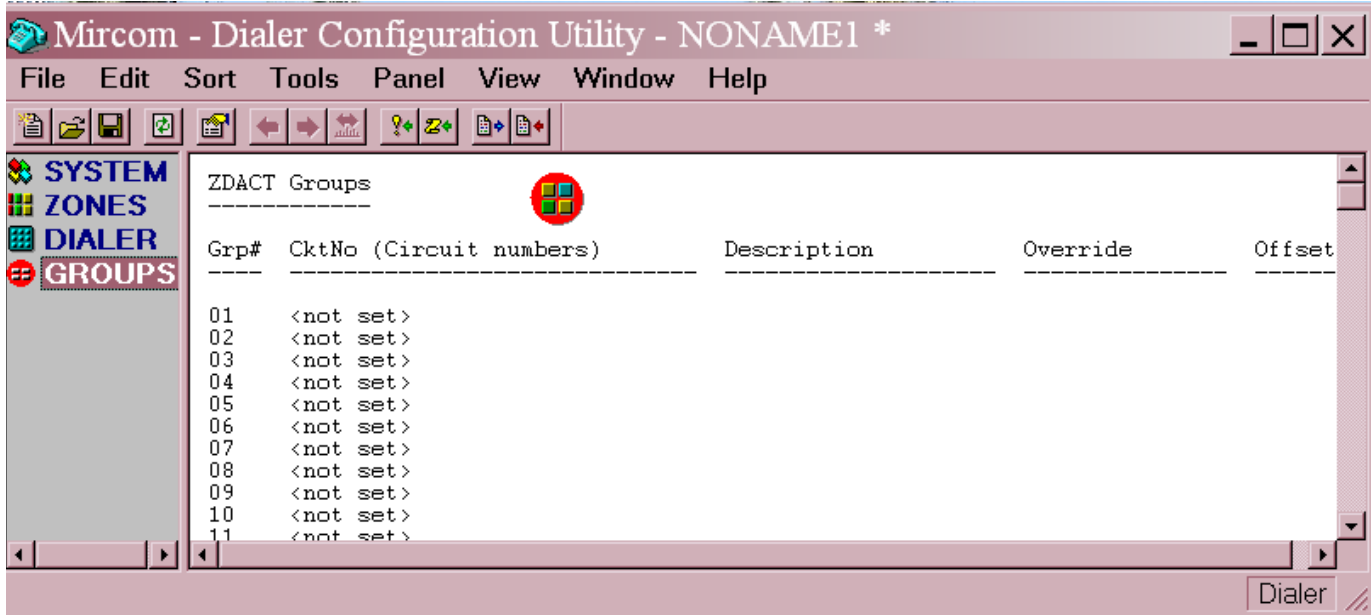 Mircom - Dialer Configuration Utility - NONAME1 *
File Edit Sort Tools Panel View Window Help
SYSTEM
ZONES
DIALER
GROUPS
ZDACT Groups
Grp# CktNo (Circuit numbers) Description Override Offset
01 <not set>
02 <not set>
03 <not set>
04 <not set>
05 <not set>
06 <not set>
07 <not set>
08 <not set>
09 <not set>
10 <not set>
11 <not set>
Dialer